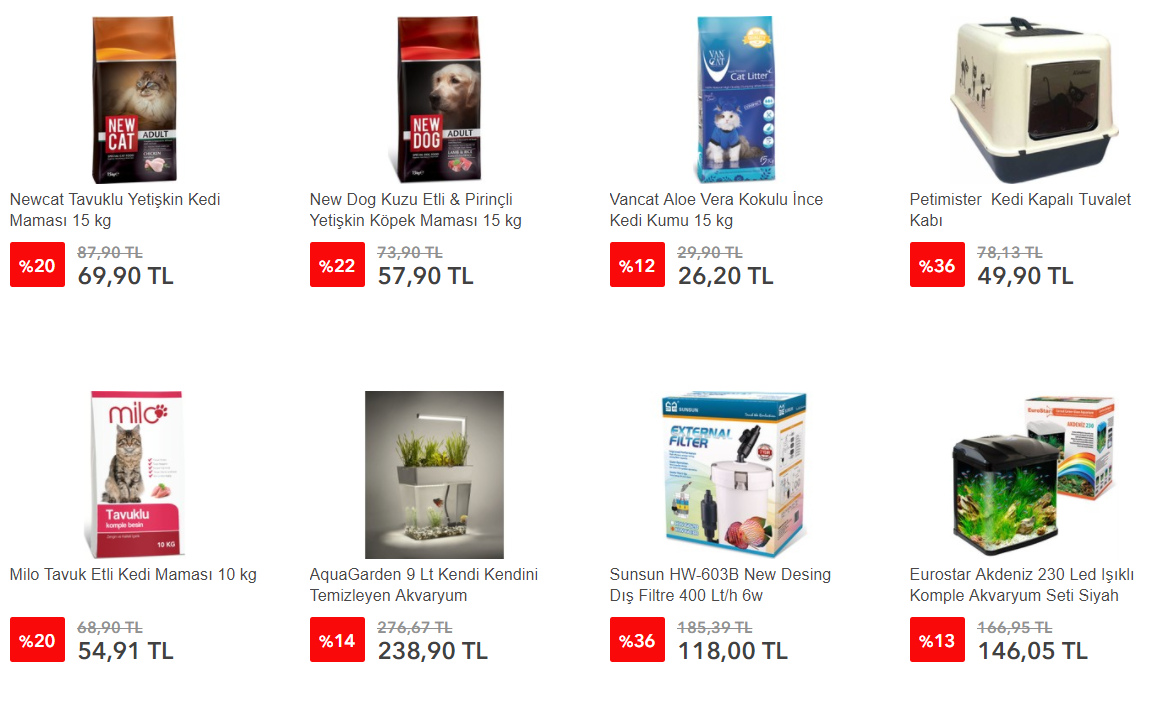 NEW
CAT
ADULT
CHICKEN
Newcat Tavuklu Yetişkin Kedi
Maması 15 kg
%20
87,90 TL
69,90 TL
NEW
DOG
ADULT
LAMB & RICE
New Dog Kuzu Etli & Pirinçli
Yetişkin Köpek Maması 15 kg
%22
73,90 TL
57,90 TL
VAN
CAT
Cat Litter
COMPACT
Vancat Aloe Vera Kokulu İnce
Kedi Kumu 15 kg
%12
29,90 TL
26,20 TL
Petimister Kedi Kapalı Tuvalet
Kabı
%36
78,13 TL
49,90 TL
milo
Tavuklu
komple besin
10 KG
Milo Tavuk Etli Kedi Maması 10 kg
%20
68,90 TL
54,91 TL
AquaGarden 9 Lt Kendi Kendini
Temizleyen Akvaryum
%14
276,67 TL
238,90 TL
SUNSUN
EXTERNAL
FILTER
Sunsun HW-603B New Desing
Dış Filtre 400 Lt/h 6w
%36
185,39 TL
118,00 TL
EuroStar
AKDENİZ 230
Eurostar Akdeniz 230 Led Işıklı
Komple Akvaryum Seti Siyah
%13
166,95 TL
146,05 TL